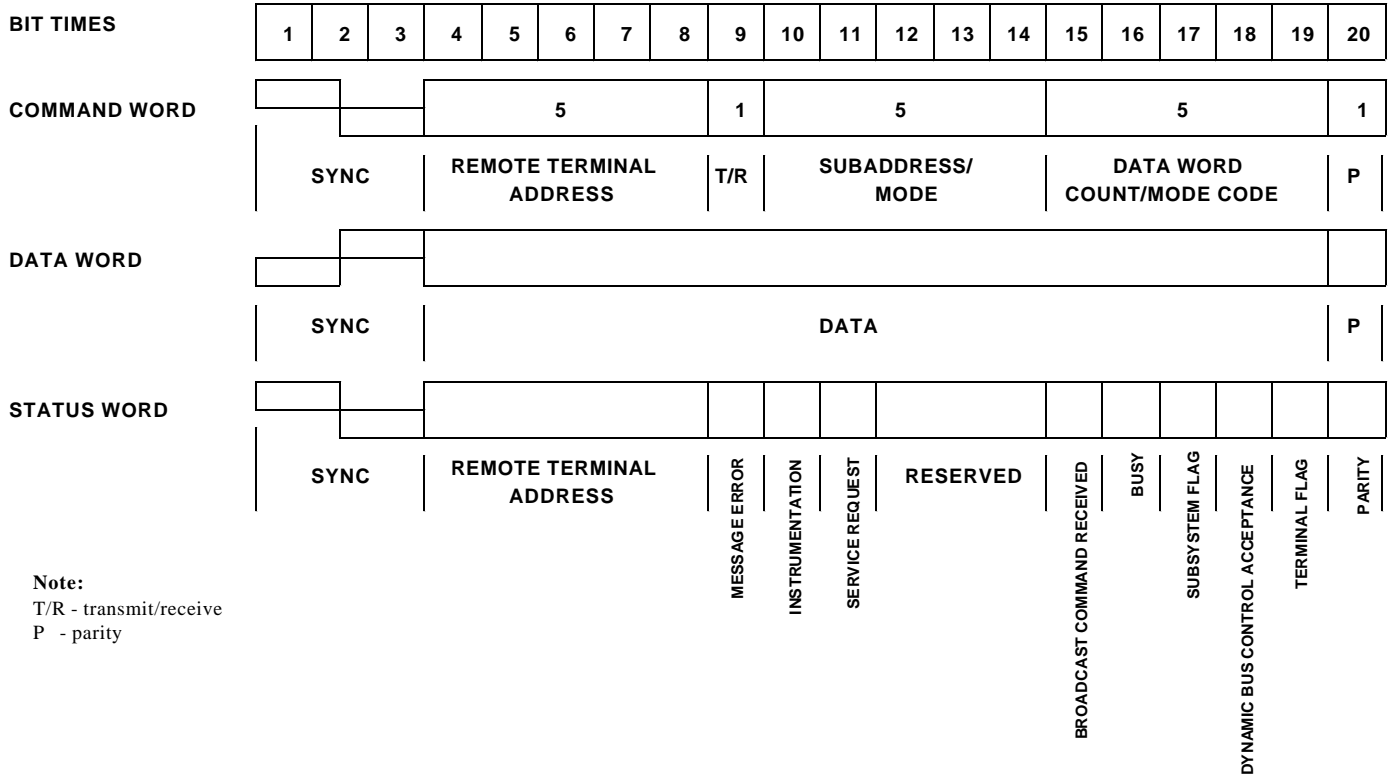 BIT TIMES 1 2 3 4 5 6 7 8 9 10 11 12 13 14 15 16 17 18 19 20
COMMAND WORD 5 1 5 5 1
SYNC REMOTE TERMINAL ADDRESS T/R SUBADDRESS/ MODE DATA WORD COUNT/MODE CODE P
DATA WORD
SYNC DATA P
STATUS WORD
SYNC REMOTE TERMINAL ADDRESS MESSAGE ERROR INSTRUMENTATION SERVICE REQUEST RESERVED BROADCAST COMMAND RECEIVED BUSY SUBSYSTEM FLAG DYNAMIC BUS CONTROL ACCEPTANCE TERMINAL FLAG PARITY
Note:
T/R - transmit/receive
P - parity